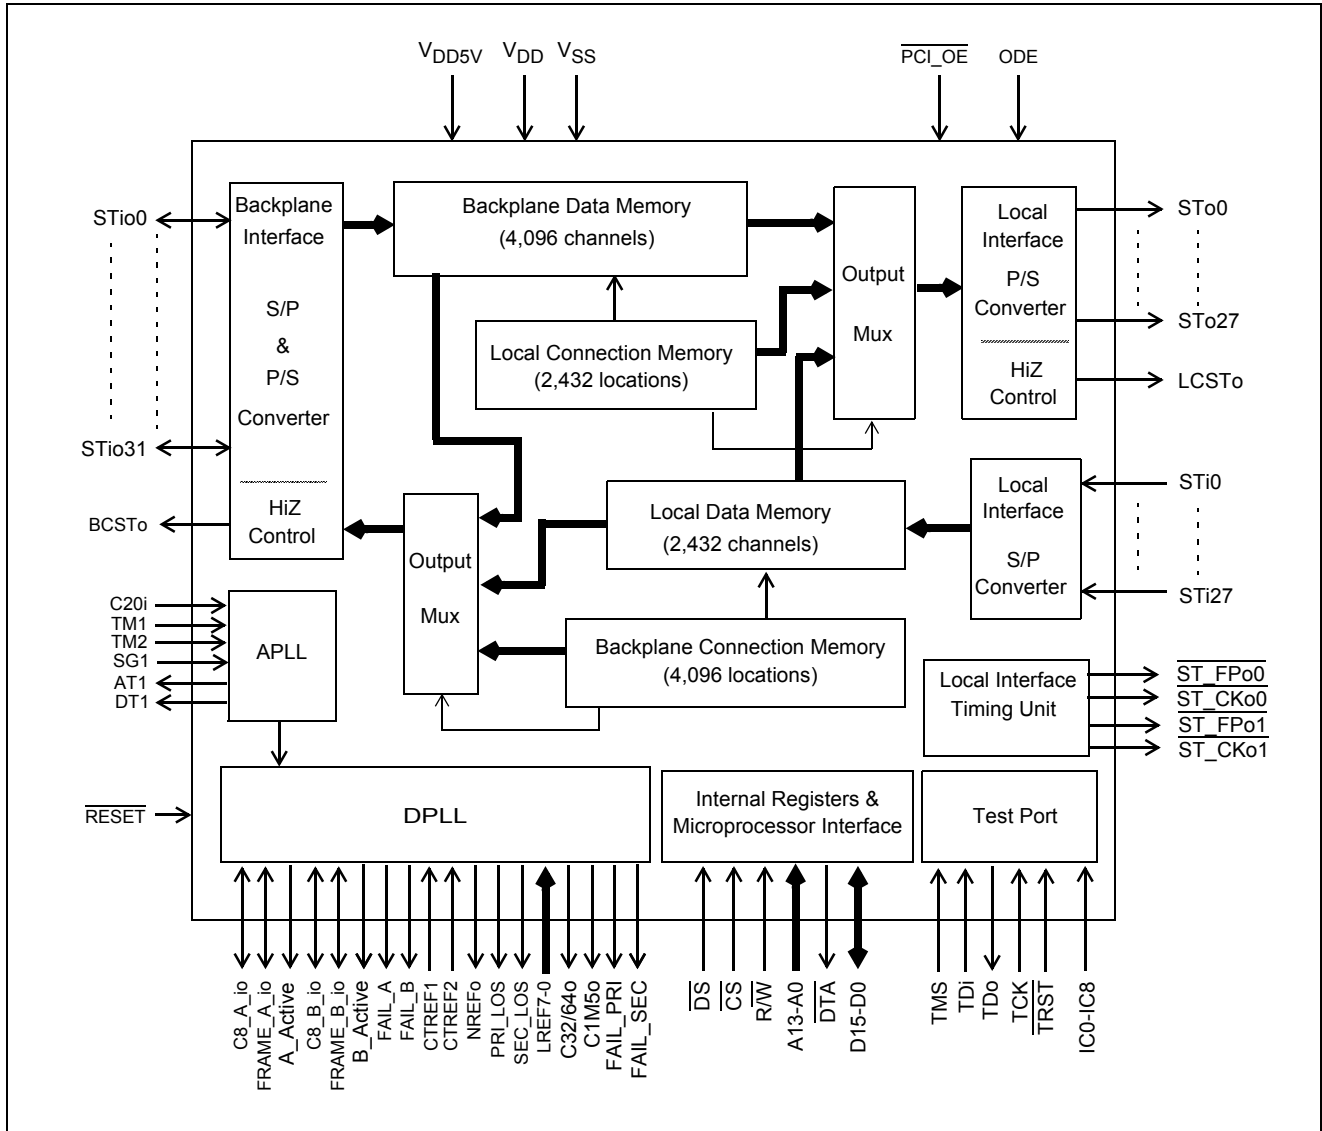 VDD5V VDD VSS PCI_OE ODE
STio0
STio31
BCSTo
C20i
TM1
TM2
SG1
AT1
DT1
RESET
Backplane
Interface
S/P
&
P/S
Converter
HiZ
Control
Backplane Data Memory
(4,096 channels)
Local Connection Memory
(2,432 locations)
Output
Mux
Local
Interface
P/S
Converter
HiZ
Control
STo0
STo27
LCSTo
Local Data Memory
(2,432 channels)
Output
Mux
Backplane Connection Memory
(4,096 locations)
Local
Interface
S/P
Converter
STi0
STi27
APLL
Local Interface
Timing Unit
ST_FPo0
ST_CKo0
ST_FPo1
ST_CKo1
DPLL
Internal Registers &
Microprocessor Interface
Test Port
C8_A_io
FRAME_A_io
A_Active
C8_B_io
FRAME_B_io
B_Active
FAIL_A
FAIL_B
CTREF1
CTREF2
NREFo
PRI_LOS
SEC_LOS
LREF7-0
C32/64o
C1M5o
FAIL_PRI
FAIL_SEC
DS
CS
R/W
A13-A0
DTA
D15-D0
TMS
TDi
TDo
TCK
TRST
IC0-IC8